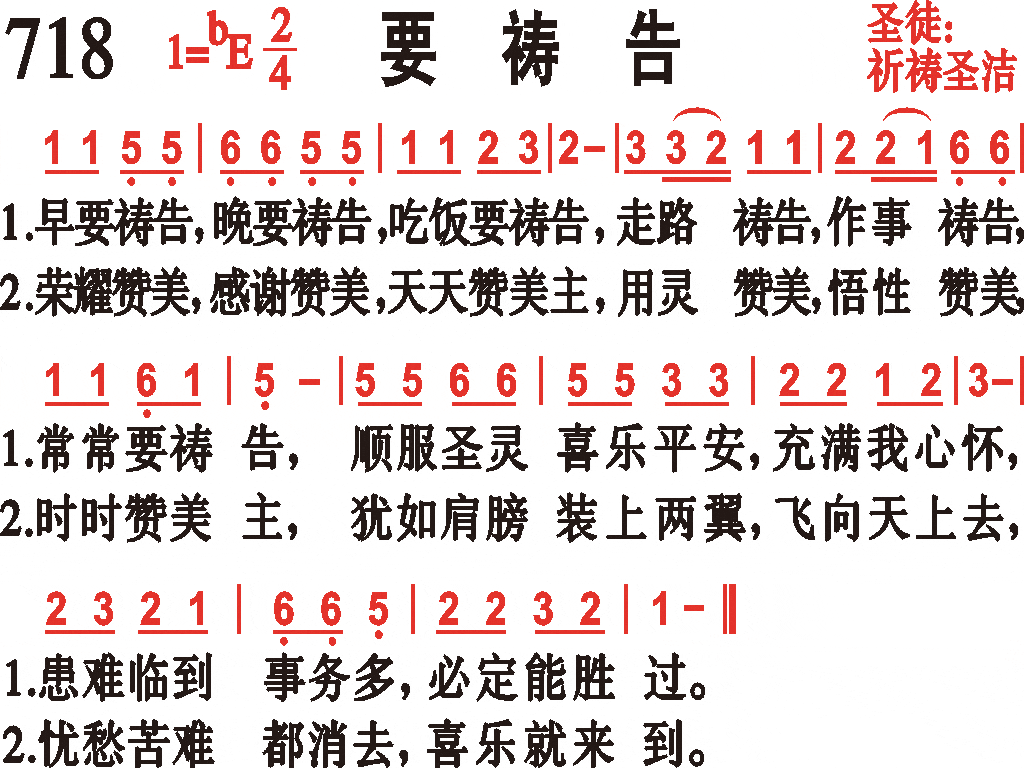 718 1=♭E 2/4 要祷告 圣徒:
祈祷圣洁
1 1 5 5 | 6 6 5 5 | 1 1 2 3 | 2 – | 3 3 2 1 1 | 2 2 1 6 6 |
1.早要祷告,晚要祷告,吃饭要祷告,走路 祷告,作事 祷告,
2.荣耀赞美,感谢赞美,天天赞美主,用灵 赞美,悟性 赞美,
1 1 6 1 | 5 – | 5 5 6 6 | 5 5 3 3 | 2 2 1 2 | 3 – |
1.常常要祷 告, 顺服圣灵 喜乐平安,充满我心怀,
2.时时赞美 主, 犹如肩膀 装上两翼,飞向天上去,
2 3 2 1 | 6 6 5 | 2 2 3 2 | 1 – ‖
1.患难临到 事务多,必定能胜 过。
2.忧愁苦难 都消去,喜乐就来 到。